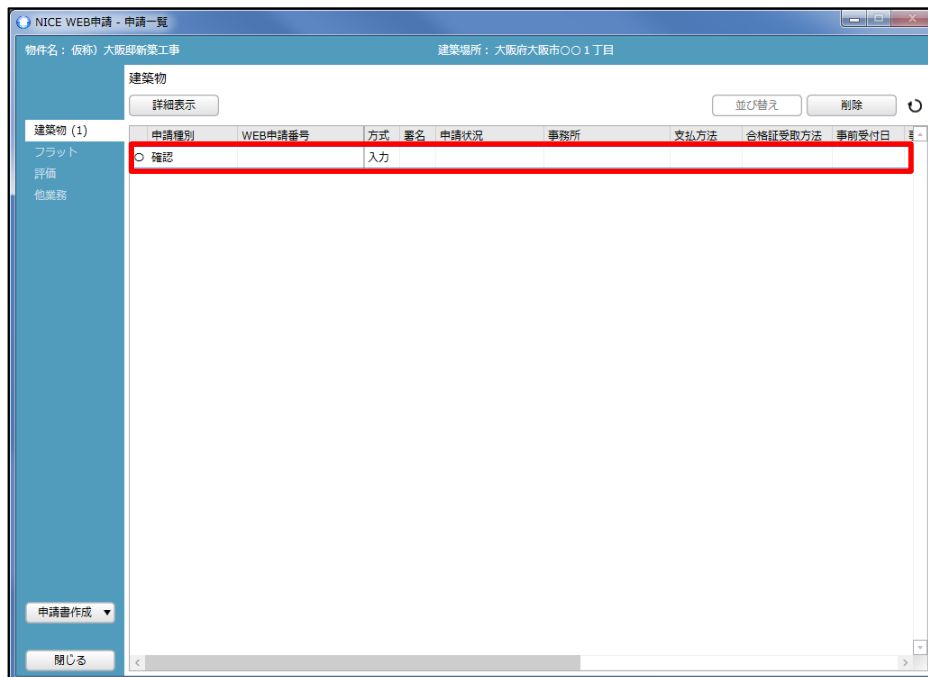 NICE WEB申請 - 申請一覧
物件名： 仮称）大阪邸新築工事 建築場所： 大阪府大阪市○○１丁目
建築物
詳細表示 並び替え 削除
建築物 (1)
フラット
評価
他業務
申請種別 WEB申請番号 方式 署名 申請状況 事務所 支払方法 合格証受取方法 事前受付日
○ 確認 入力
申請書作成 ▼
閉じる